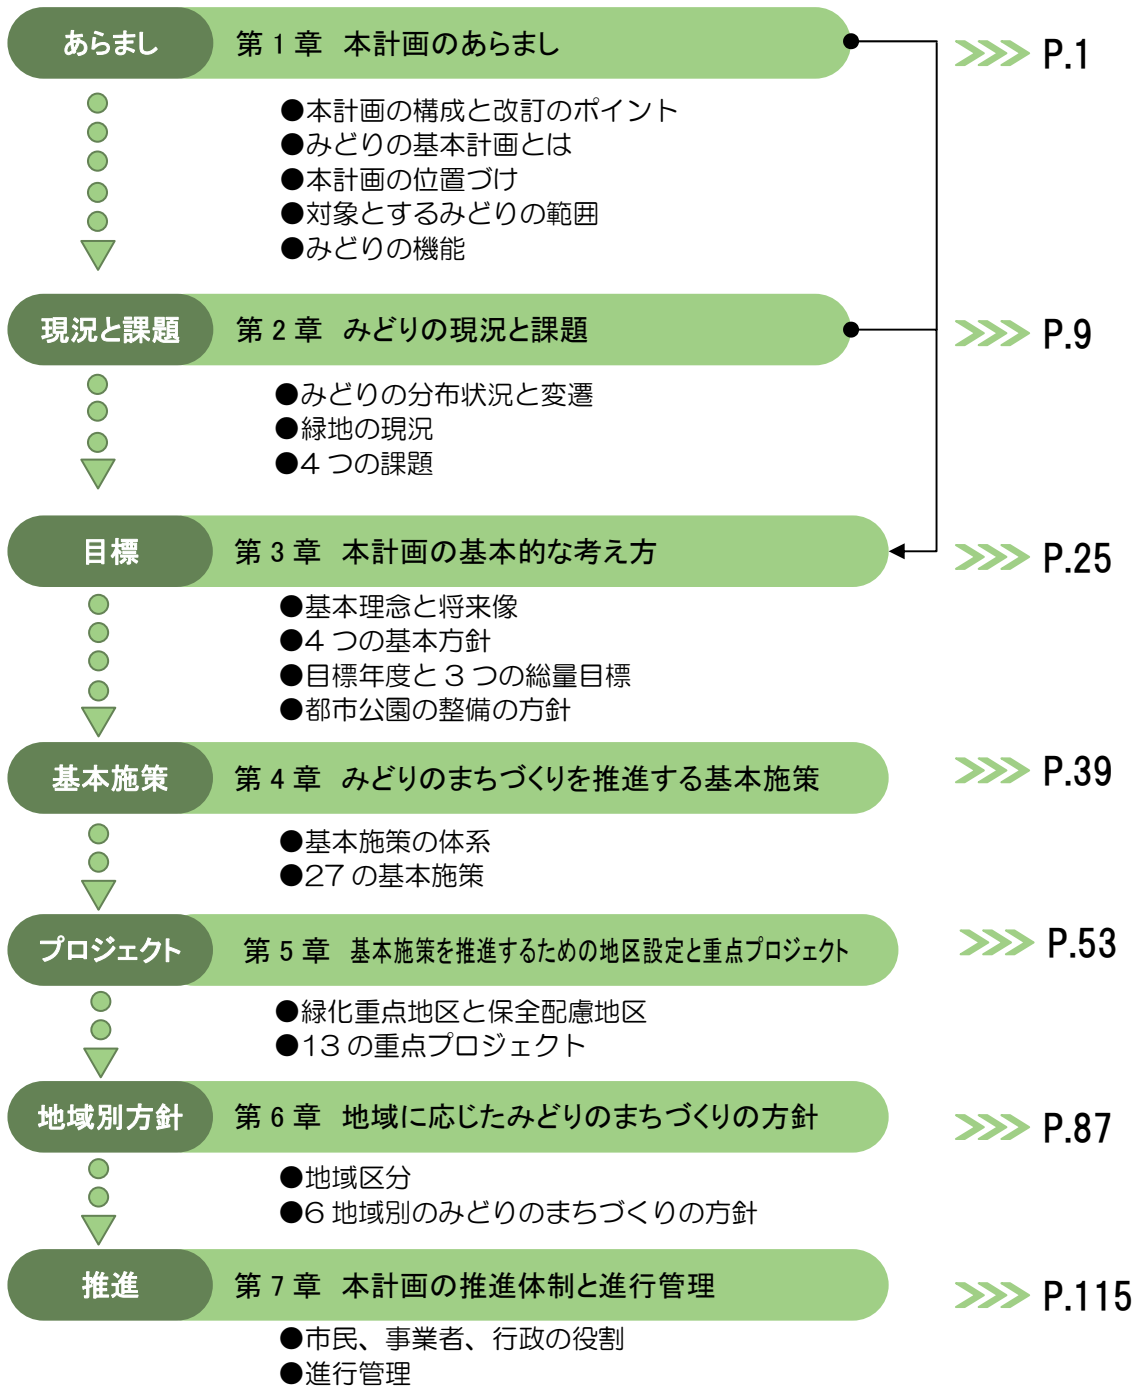 あらまし 第1章 本計画のあらまし P.1
●本計画の構成と改訂のポイント
●みどりの基本計画とは
●本計画の位置づけ
●対象とするみどりの範囲
●みどりの機能
現況と課題 第2章 みどりの現況と課題 P.9
●みどりの分布状況と変遷
●緑地の現況
●4つの課題
目標 第3章 本計画の基本的な考え方 P.25
●基本理念と将来像
●4つの基本方針
●目標年度と3つの総量目標
●都市公園の整備の方針
基本施策 第4章 みどりのまちづくりを推進する基本施策 P.39
●基本施策の体系
●27の基本施策
プロジェクト 第5章 基本施策を推進するための地区設定と重点プロジェクト P.53
●緑化重点地区と保全配慮地区
●13の重点プロジェクト
地域別方針 第6章 地域に応じたみどりのまちづくりの方針 P.87
●地域区分
●6地域別のみどりのまちづくりの方針
推進 第7章 本計画の推進体制と進行管理 P.115
●市民、事業者、行政の役割
●進行管理